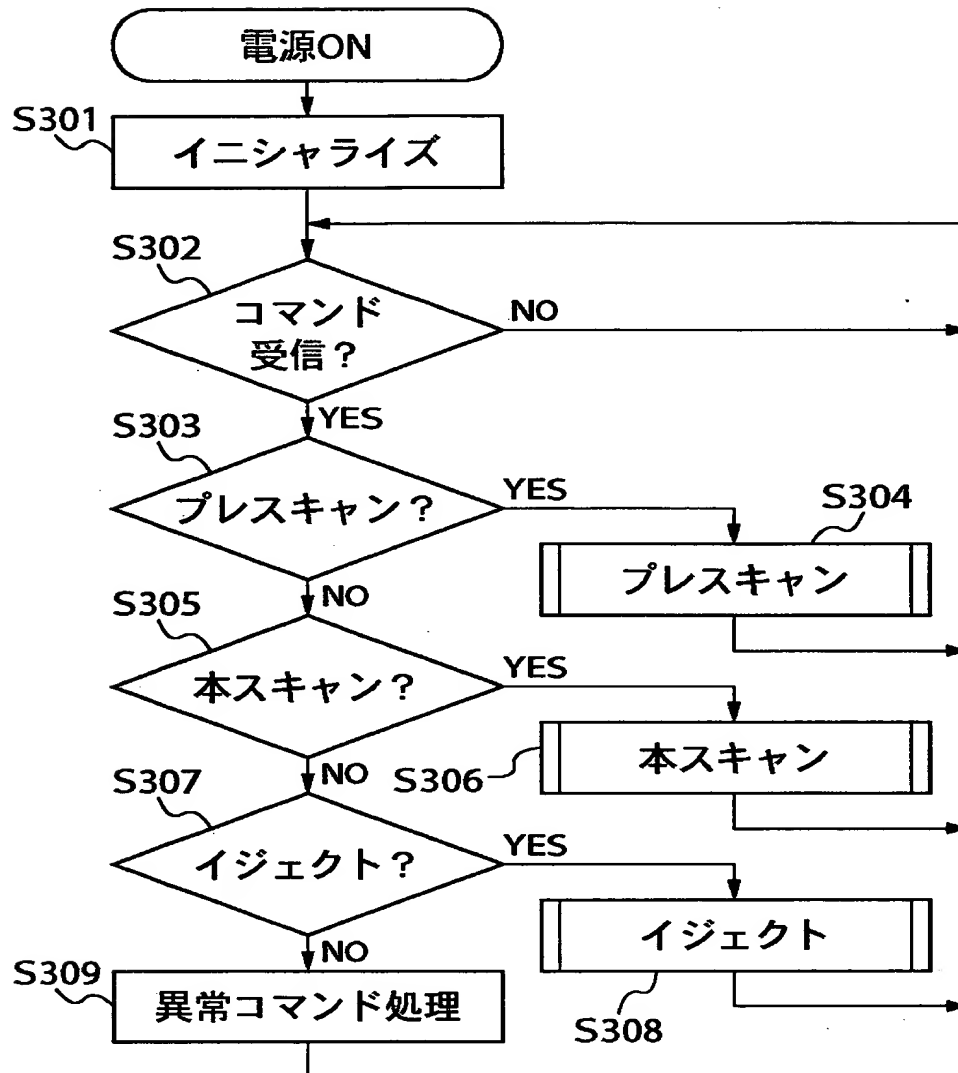 電源ON
S301
イニシャライズ
S302
コマンド
受信？
NO
YES
S303
プレスキャン？
YES
S304
プレスキャン
NO
S305
本スキャン？
YES
S306
本スキャン
NO
S307
イジェクト？
YES
イジェクト
S308
NO
S309
異常コマンド処理